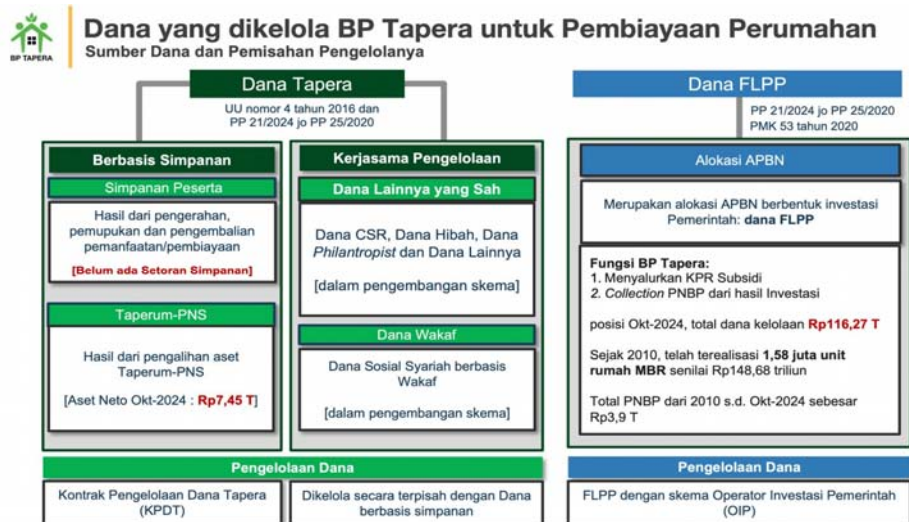 BP TAPERA
Dana yang dikelola BP Tapera untuk Pembiayaan Perumahan
Sumber Dana dan Pemisahan Pengelolanya
Dana Tapera
UU nomor 4 tahun 2016 dan
PP 21/2024 jo PP 25/2020
Berbasis Simpanan
Simpanan Peserta
Hasil dari pengerahan,
pemupukan dan pengembalian
pemanfaatan/pembiayaan
[Belum ada Setoran Simpanan]
Taperum-PNS
Hasil dari pengalihan aset
Taperum-PNS
[Aset Neto Okt-2024 : Rp7,45 T]
Kerjasama Pengelolaan
Dana Lainnya yang Sah
Dana CSR, Dana Hibah, Dana
Philantropist dan Dana Lainnya
[dalam pengembangan skema]
Dana Wakaf
Dana Sosial Syariah berbasis
Wakaf
[dalam pengembangan skema]
Pengelolaan Dana
Kontrak Pengelolaan Dana Tapera
(KPDT)
Dikelola secara terpisah dengan Dana
berbasis simpanan
Dana FLPP
PP 21/2024 jo PP 25/2020
PMK 53 tahun 2020
Alokasi APBN
Merupakan alokasi APBN berbentuk investasi
Pemerintah: dana FLPP
Fungsi BP Tapera:
1. Menyalurkan KPR Subsidi
2. Collection PNBP dari hasil Investasi
posisi Okt-2024, total dana kelolaan Rp116,27 T
Sejak 2010, telah terealisasi 1,58 juta unit
rumah MBR senilai Rp148,68 triliun
Total PNBP dari 2010 s.d. Okt-2024 sebesar
Rp3,9 T
Pengelolaan Dana
FLPP dengan skema Operator Investasi Pemerintah
(OIP)